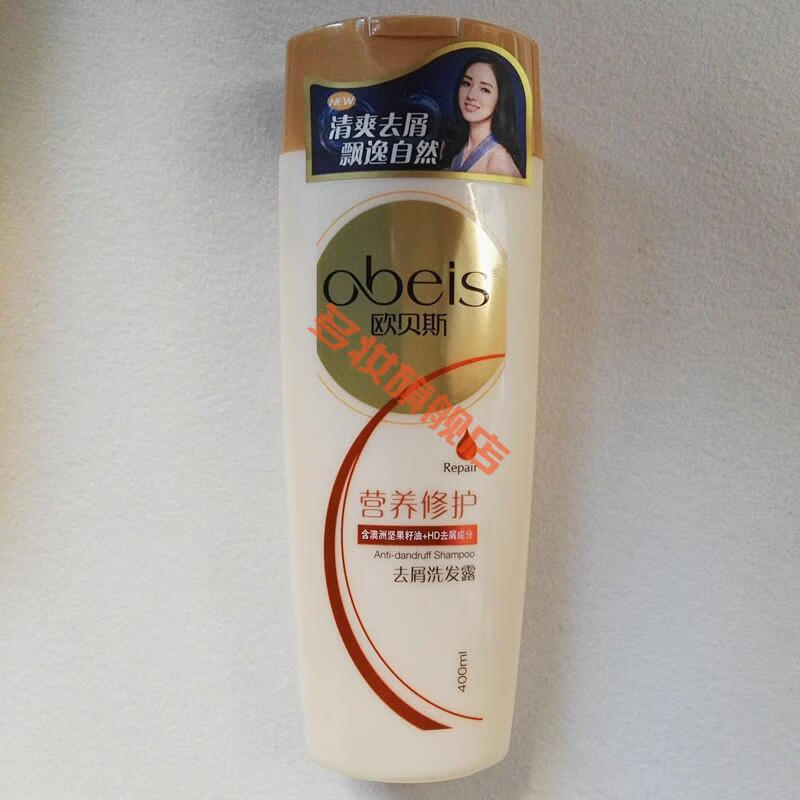 NEW
清爽去屑
飘逸自然
obeis®
欧贝斯
多妆旗舰店
Repair
营养修护
含澳洲坚果籽油+HD去屑成分
Anti-dandruff Shampoo
去屑洗发露
400ml